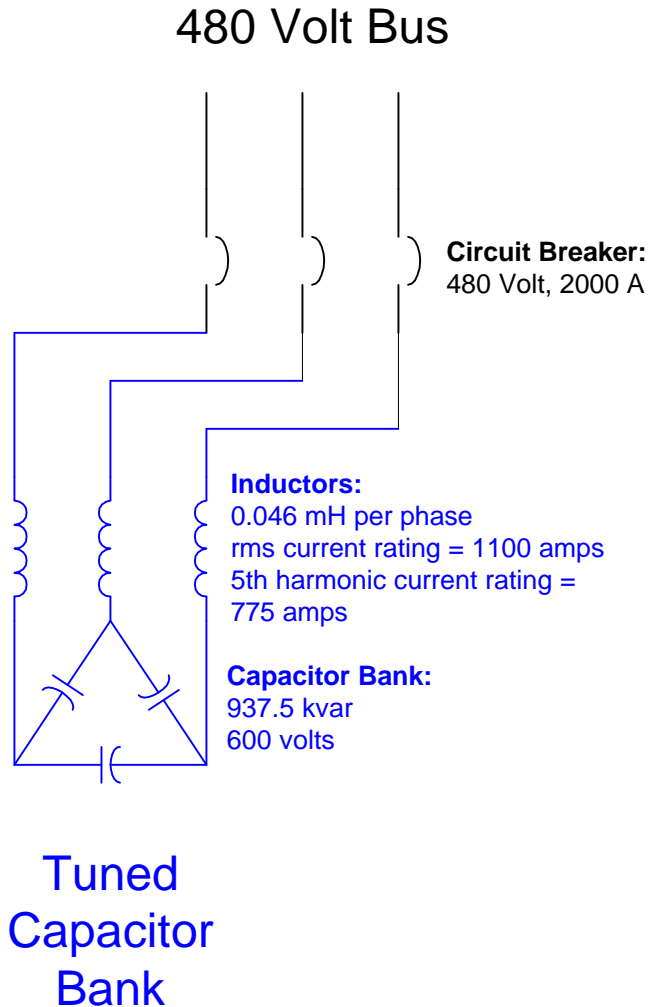 480 Volt Bus
Circuit Breaker:
480 Volt, 2000 A
Inductors:
0.046 mH per phase
rms current rating = 1100 amps
5th harmonic current rating =
775 amps
Capacitor Bank:
937.5 kvar
600 volts
Tuned
Capacitor
Bank